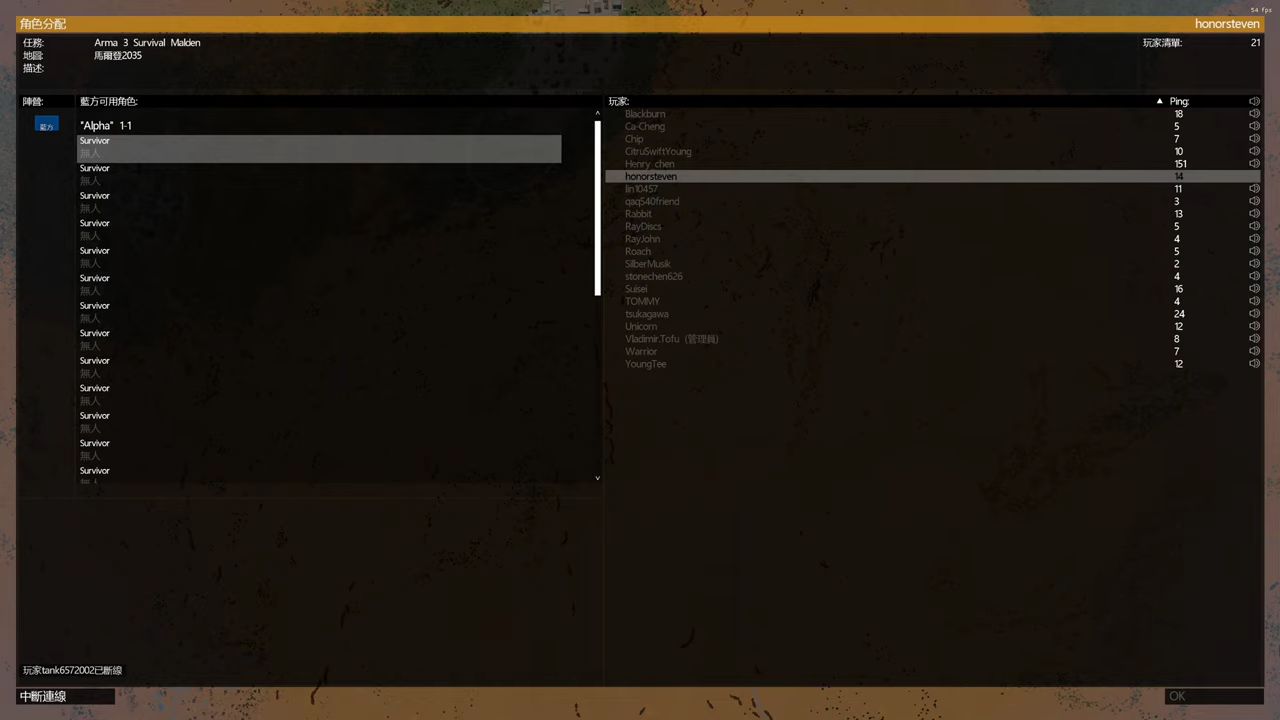 54 fps
角色分配
honorsteven
任務: Arma 3 Survival Malden
玩家清單: 21
地圖: 馬爾登2035
描述:
陣營:
藍方可用角色:
藍方
"Alpha" 1-1
Survivor
無人
Survivor
無人
Survivor
無人
Survivor
無人
Survivor
無人
Survivor
無人
Survivor
無人
Survivor
無人
Survivor
無人
Survivor
無人
Survivor
無人
Survivor
無人
Survivor
無人
玩家: Ping:
Blackburn 18
Ca-Cheng 5
Chip 7
CitruSwiftYoung 10
Henry chen 151
honorsteven 14
lin10457 11
qaq540friend 3
Rabbit 13
RayDiscs 5
RayJohn 4
Roach 5
SilberMusik 2
stonechen626 4
Suisei 16
TOMMY 4
tsukagawa 24
Unicorn 12
Vladimir.Tofu (管理員) 8
Warrior 7
YoungTee 12
玩家tank6572002已斷線
中斷連線
OK